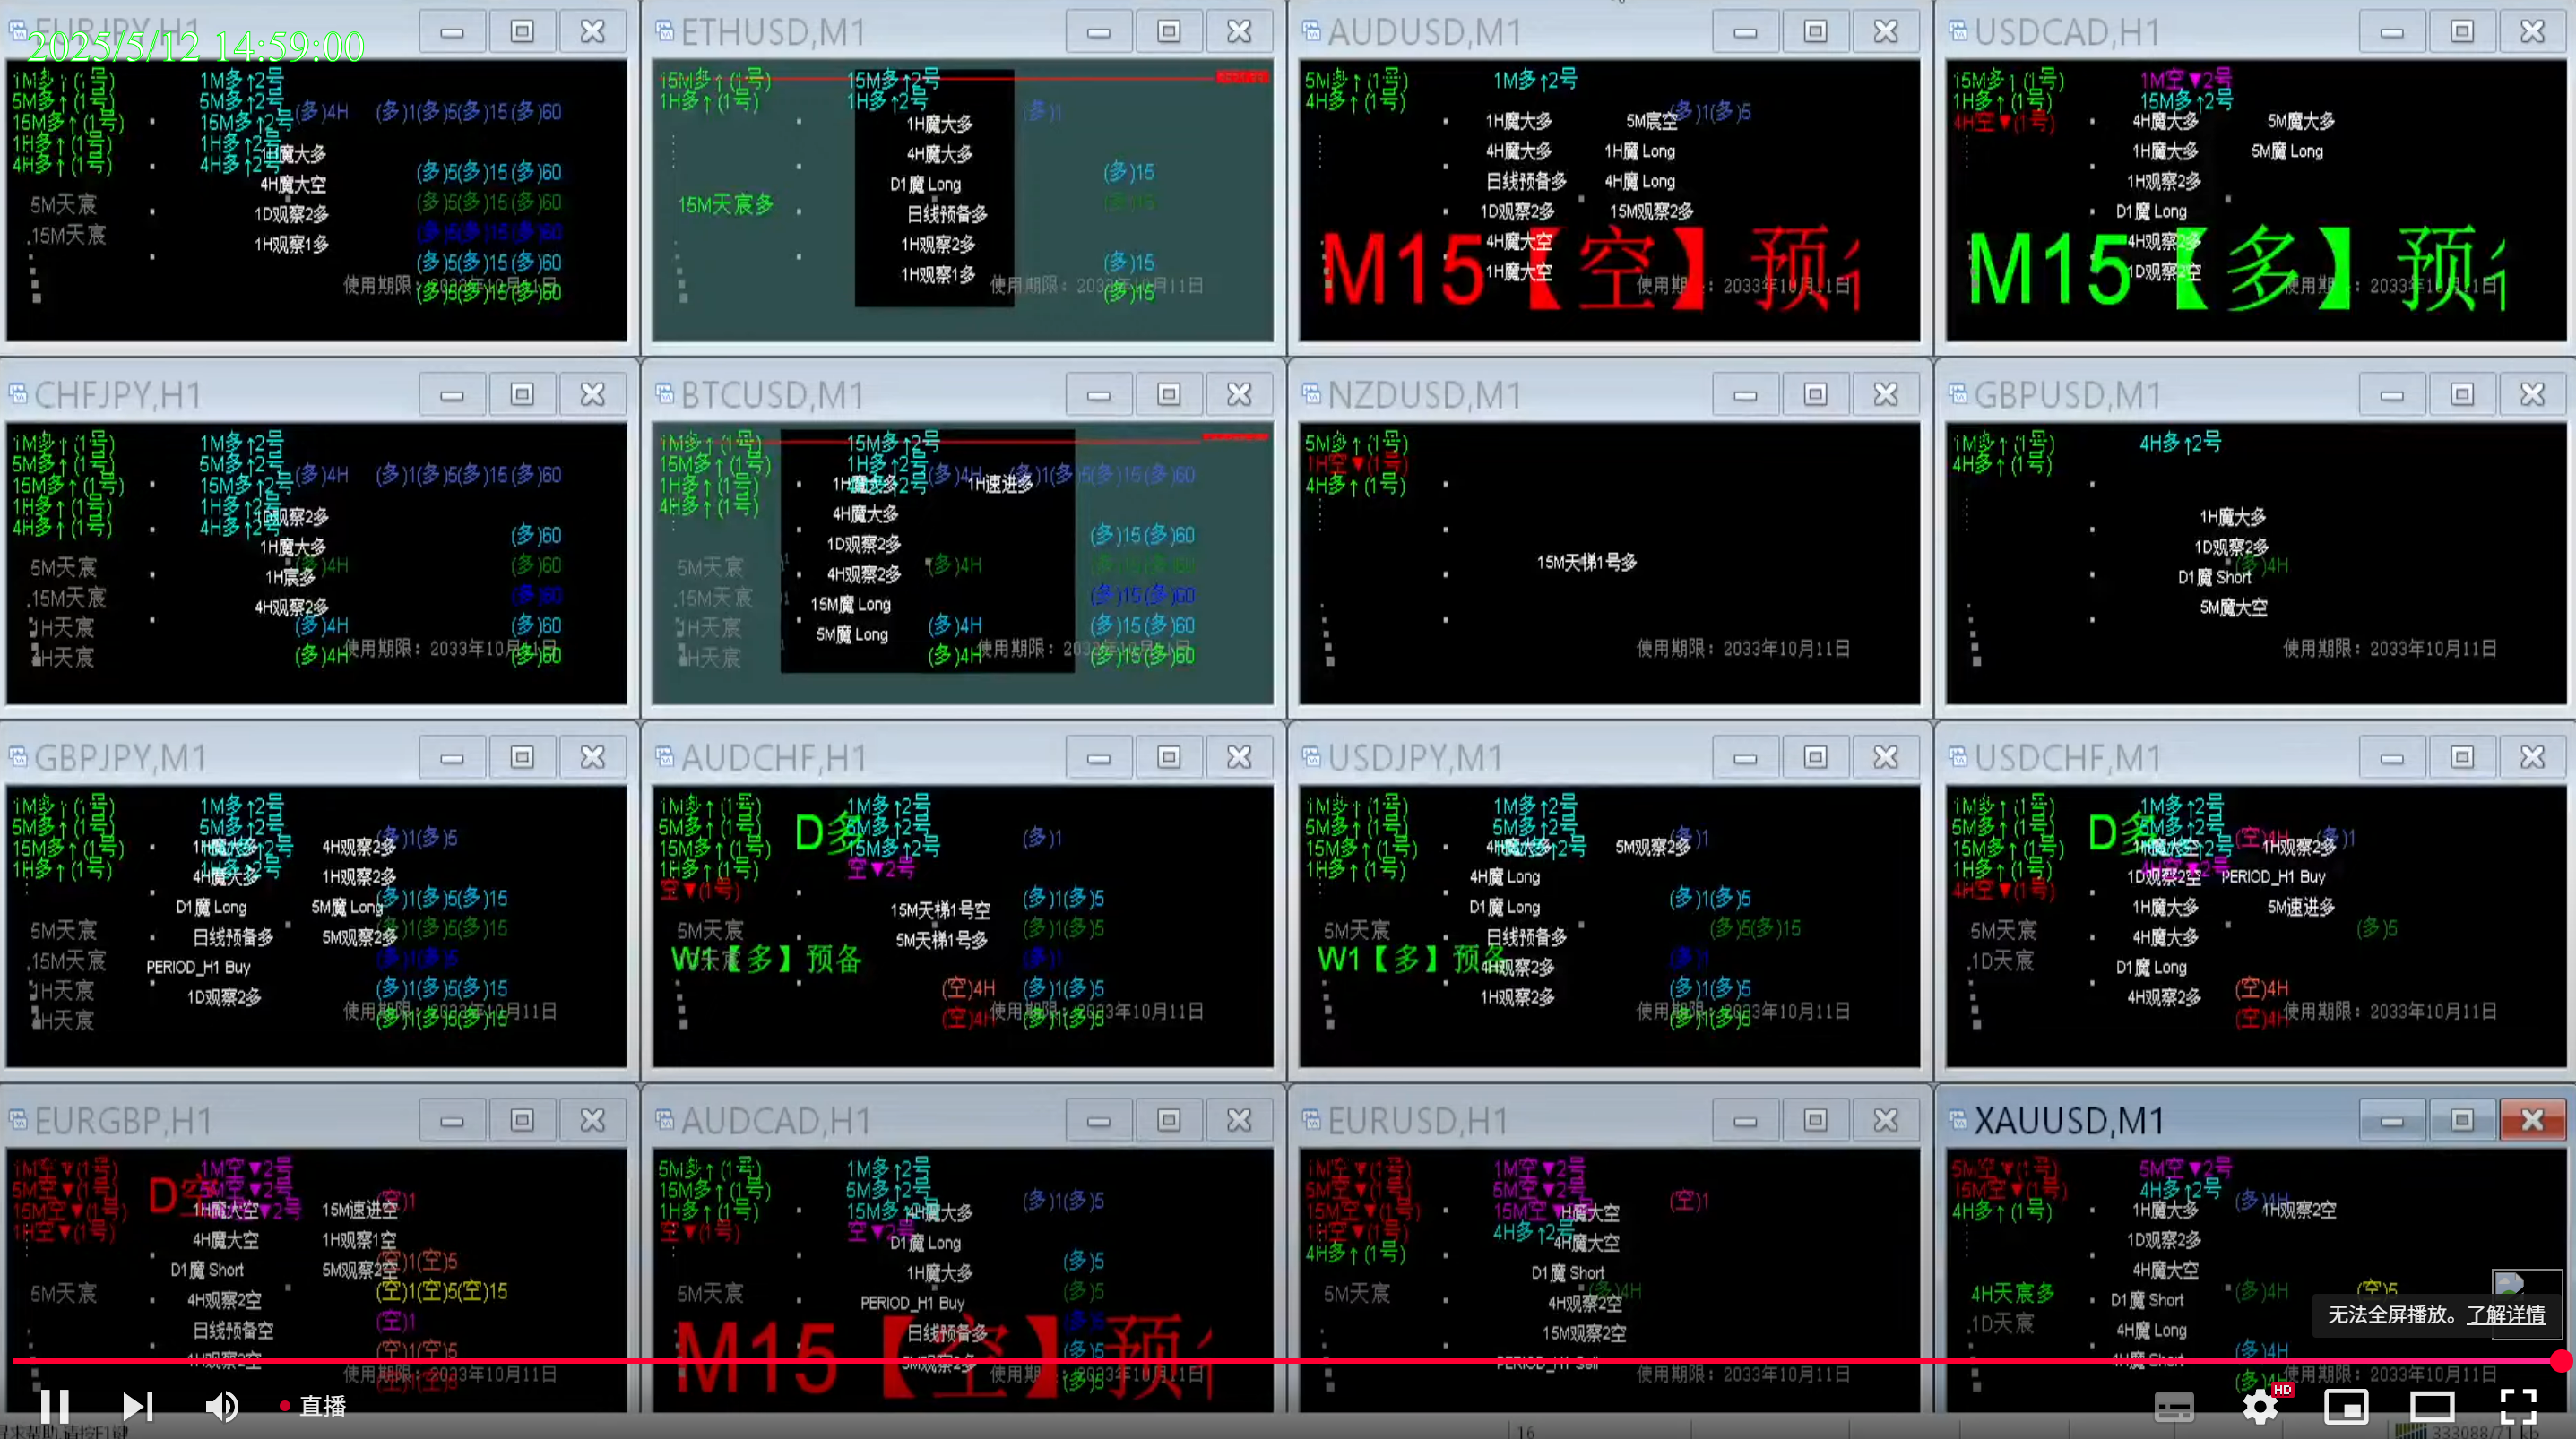 EURJPY,H1
2025/5/12 14:59:00
1M多↑(1号) 1M多↑2号
5M多↑(1号) 5M多↑2号 (多)4H (多)1(多)5(多)15(多)60
15M多↑(1号) 15M多↑2号
1H多↑(1号) 1H多↑2号
4H多↑(1号) 4H多↑2号
4H魔大空 (多)5(多)15(多)60
5M天宸 1D观察2多 (多)5(多)15(多)60
.15M天宸 1H观察1多 (多)5(多)15(多)60
(多)5(多)15(多)60
使用期限:
(多)5(多)15(多)60
ETHUSD,M1
15M多↑(1号) 15M多↑2号
1H多↑(1号) 1H多↑2号 (多)1
1H魔大多
4H魔大多
D1魔 Long (多)15
15M天宸多 日线预备多 (多)15
1H观察2多
1H观察1多 (多)15
使用期限: 2033年10月11日
(多)15
AUDUSD,M1
5M多↑(1号) 1M多↑2号
4H多↑(1号) (多)1(多)5
1H魔大多 5M宸空
4H魔大多 1H魔 Long
日线预备多 4H魔 Long
1D观察2多 15M观察2多
4H魔大空
1H魔大空
M15【空】预
使用期限: 2033年10月11日
USDCAD,H1
15M多↑(1号) 1M空▼2号
1H多↑(1号) 15M多↑2号
4H空▼(1号) 4H魔大多 5M魔大多
1H魔大多 5M魔 Long
1H观察2多
D1魔 Long
4H观察2多
1D观察2空
M15【多】预
使用期限: 2033年10月11日
CHFJPY,H1
1M多↑(1号) 1M多↑2号
5M多↑(1号) 5M多↑2号 (多)4H (多)1(多)5(多)15(多)60
15M多↑(1号) 15M多↑2号
1H多↑(1号) 1H多↑2号
4H多↑(1号) 4H多↑2号 (多)60
1H魔大多
5M天宸 1H宸多 (多)4H (多)60
.15M天宸 4H观察2多 (多)60
1H天宸 (多)4H (多)60
4H天宸 (多)4H (多)60
使用期限: 2033年10月11日
BTCUSD,M1
1M多↑(1号) 15M多↑2号
15M多↑(1号) 1H多↑2号 (多)4H (多)1(多)5(多)15(多)60
1H多↑(1号) 1H魔大多 1H速进多
4H多↑(1号) 4H魔大多
1D观察2多 (多)15(多)60
5M天宸 4H观察2多 (多)4H (多)15(多)60
.15M天宸 15M魔 Long (多)15(多)60
1H天宸 5M魔 Long (多)4H (多)15(多)60
4H天宸 (多)4H (多)15(多)60
使用期限: 2033年10月11日
NZDUSD,M1
5M多↑(1号)
1H空▼(1号)
4H多↑(1号)
15M天梯1号多
使用期限: 2033年10月11日
GBPUSD,M1
1M多↑(1号) 4H多↑2号
4H多↑(1号)
1H魔大多
1D观察2多
(多)4H
D1魔 Short
5M魔大空
使用期限: 2033年10月11日
GBPJPY,M1
1M多↑(1号) 1M多↑2号
5M多↑(1号) 5M多↑2号 (多)1(多)5
15M多↑(1号) 1H魔大多 4H观察2多
1H多↑(1号) 4H魔大多 1H观察2多
D1魔 Long 5M魔 Long (多)1(多)5(多)15
5M天宸 日线预备多 5M观察2多 (多)1(多)5(多)15
.15M天宸 PERIOD_H1 Buy (多)1(多)5
1H天宸 1D观察2多 (多)1(多)5(多)15
4H天宸 (多)1(多)5(多)15
使用期限: 2033年10月11日
AUDCHF,H1
1M多↑(1号) 1M多↑2号
5M多↑(1号) D多 5M多↑2号 (多)1
15M多↑(1号) 15M多↑2号
1H多↑(1号) 空▼2号
空▼(1号)
15M天梯1号空 (多)1(多)5
5M天宸 5M天梯1号多 (多)1(多)5
W1【多】预备 (多)1
(空)4H (多)1(多)5
(空)4H (多)1(多)5
使用期限: 2033年10月11日
USDJPY,M1
1M多↑(1号) 1M多↑2号
5M多↑(1号) 5M多↑2号 (多)1
15M多↑(1号) 4H魔大多 5M观察2多
1H多↑(1号) 4H魔 Long
D1魔 Long (多)1(多)5
5M天宸 日线预备多 (多)5(多)15
W1【多】预备 4H观察2多 (多)1
1H观察2多 (多)1(多)5
(多)1(多)5
使用期限: 2033年10月11日
USDCHF,M1
1M多↑(1号) 1M多↑2号
5M多↑(1号) D多 5M多↑2号 (空)4H (多)1
15M多↑(1号) 1H魔大空 1H观察2多
1H多↑(1号) 1D观察2空 PERIOD_H1 Buy
4H空▼(1号) 1H魔大多 5M速进多
5M天宸 4H魔大多 (多)5
.1D天宸 D1魔 Long
4H观察2多 (空)4H
(空)4H
使用期限: 2033年10月11日
EURGBP,H1
1M空▼(1号) 1M空▼2号
5M空▼(1号) D空 5M空▼2号 (空)1
15M空▼(1号) 1H魔大空 15M速进空
1H空▼(1号) 4H魔大空 1H观察1空
D1魔 Short 5M观察2空 (空)1(空)5
5M天宸 4H观察2空 (空)1(空)5(空)15
日线预备空 (空)1
1H观察2空 (空)1(空)5
使用期限: 2033年10月11日
AUDCAD,H1
5M多↑(1号) 1M多↑2号
15M多↑(1号) 5M多↑2号 (多)1(多)5
1H多↑(1号) 15M多↑2号 4H魔大多
空▼(1号) 空▼2号
D1魔 Long (多)5
1H魔大多
5M天宸 PERIOD_H1 Buy (多)5
日线预备多
5M观察2多 (多)5
M15【空】预
(多)5
使用期限: 2033年10月11日
EURUSD,H1
1M空▼(1号) 1M空▼2号
5M空▼(1号) 5M空▼2号 (空)1
15M空▼(1号) 15M空▼2号
1H空▼(1号) 4H多↑2号 H魔大空
4H多↑(1号) 4H魔大空
D1魔 Short
5M天宸 4H观察2空 (多)4H
15M观察2空
PERIOD_H1 Sell
使用期限: 2033年10月11日
XAUUSD,M1
5M空▼(1号) 5M空▼2号
15M空▼(1号) 4H多↑2号 (多)4H
4H多↑(1号) 1H魔大多 1H观察2空
1D观察2多
4H魔大空
4H天宸多 D1魔 Short (多)4H (空)5
.1D天宸 4H魔 Long
4H魔 Short (多)4H
使用期限: 2033年10月11日
无法全屏播放。了解详情
直播
HD
16
333088/71 kb